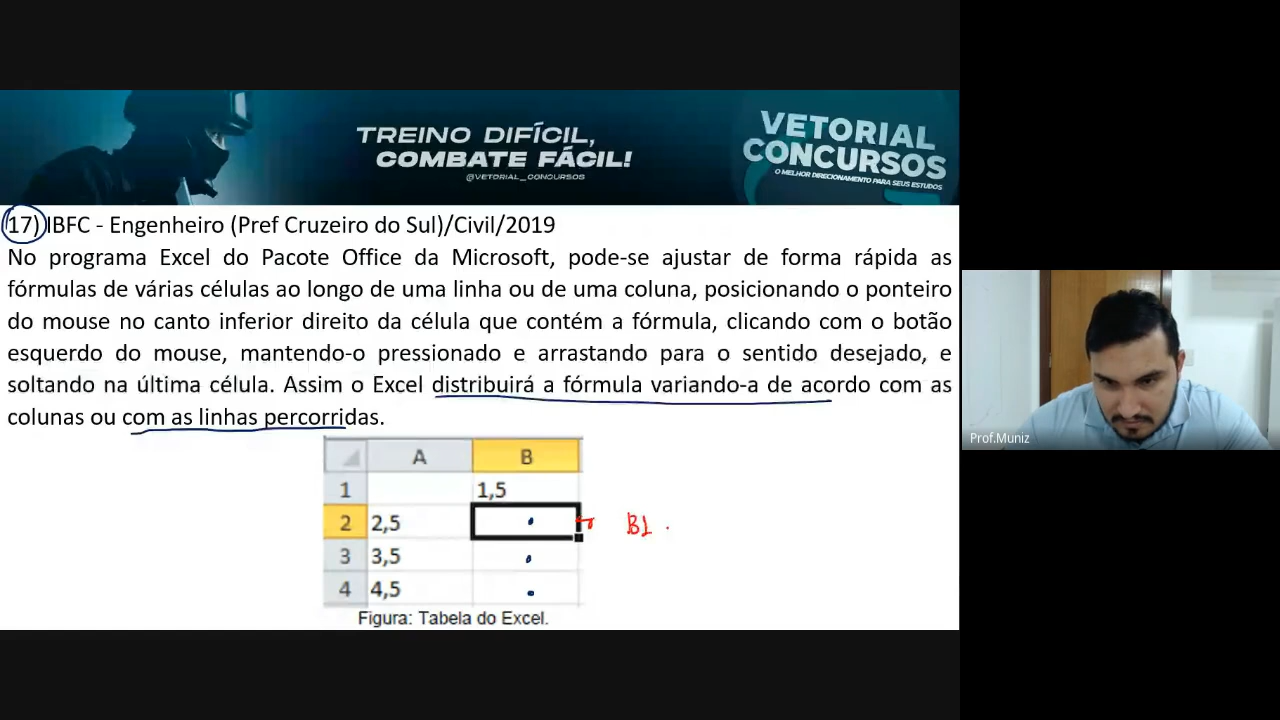 TREINO DIFÍCIL,
COMBATE FÁCIL!
@VETORIAL_CONCURSOS
VETORIAL
CONCURSOS
O MELHOR DIRECIONAMENTO PARA SEUS ESTUDOS
17) IBFC - Engenheiro (Pref Cruzeiro do Sul)/Civil/2019
No programa Excel do Pacote Office da Microsoft, pode-se ajustar de forma rápida as
fórmulas de várias células ao longo de uma linha ou de uma coluna, posicionando o ponteiro
do mouse no canto inferior direito da célula que contém a fórmula, clicando com o botão
esquerdo do mouse, mantendo-o pressionado e arrastando para o sentido desejado, e
soltando na última célula. Assim o Excel distribuirá a fórmula variando-a de acordo com as
colunas ou com as linhas percorridas.
A B
1 1,5
2 2,5 B1 .
3 3,5
4 4,5
Figura: Tabela do Excel.
Prof.Muniz